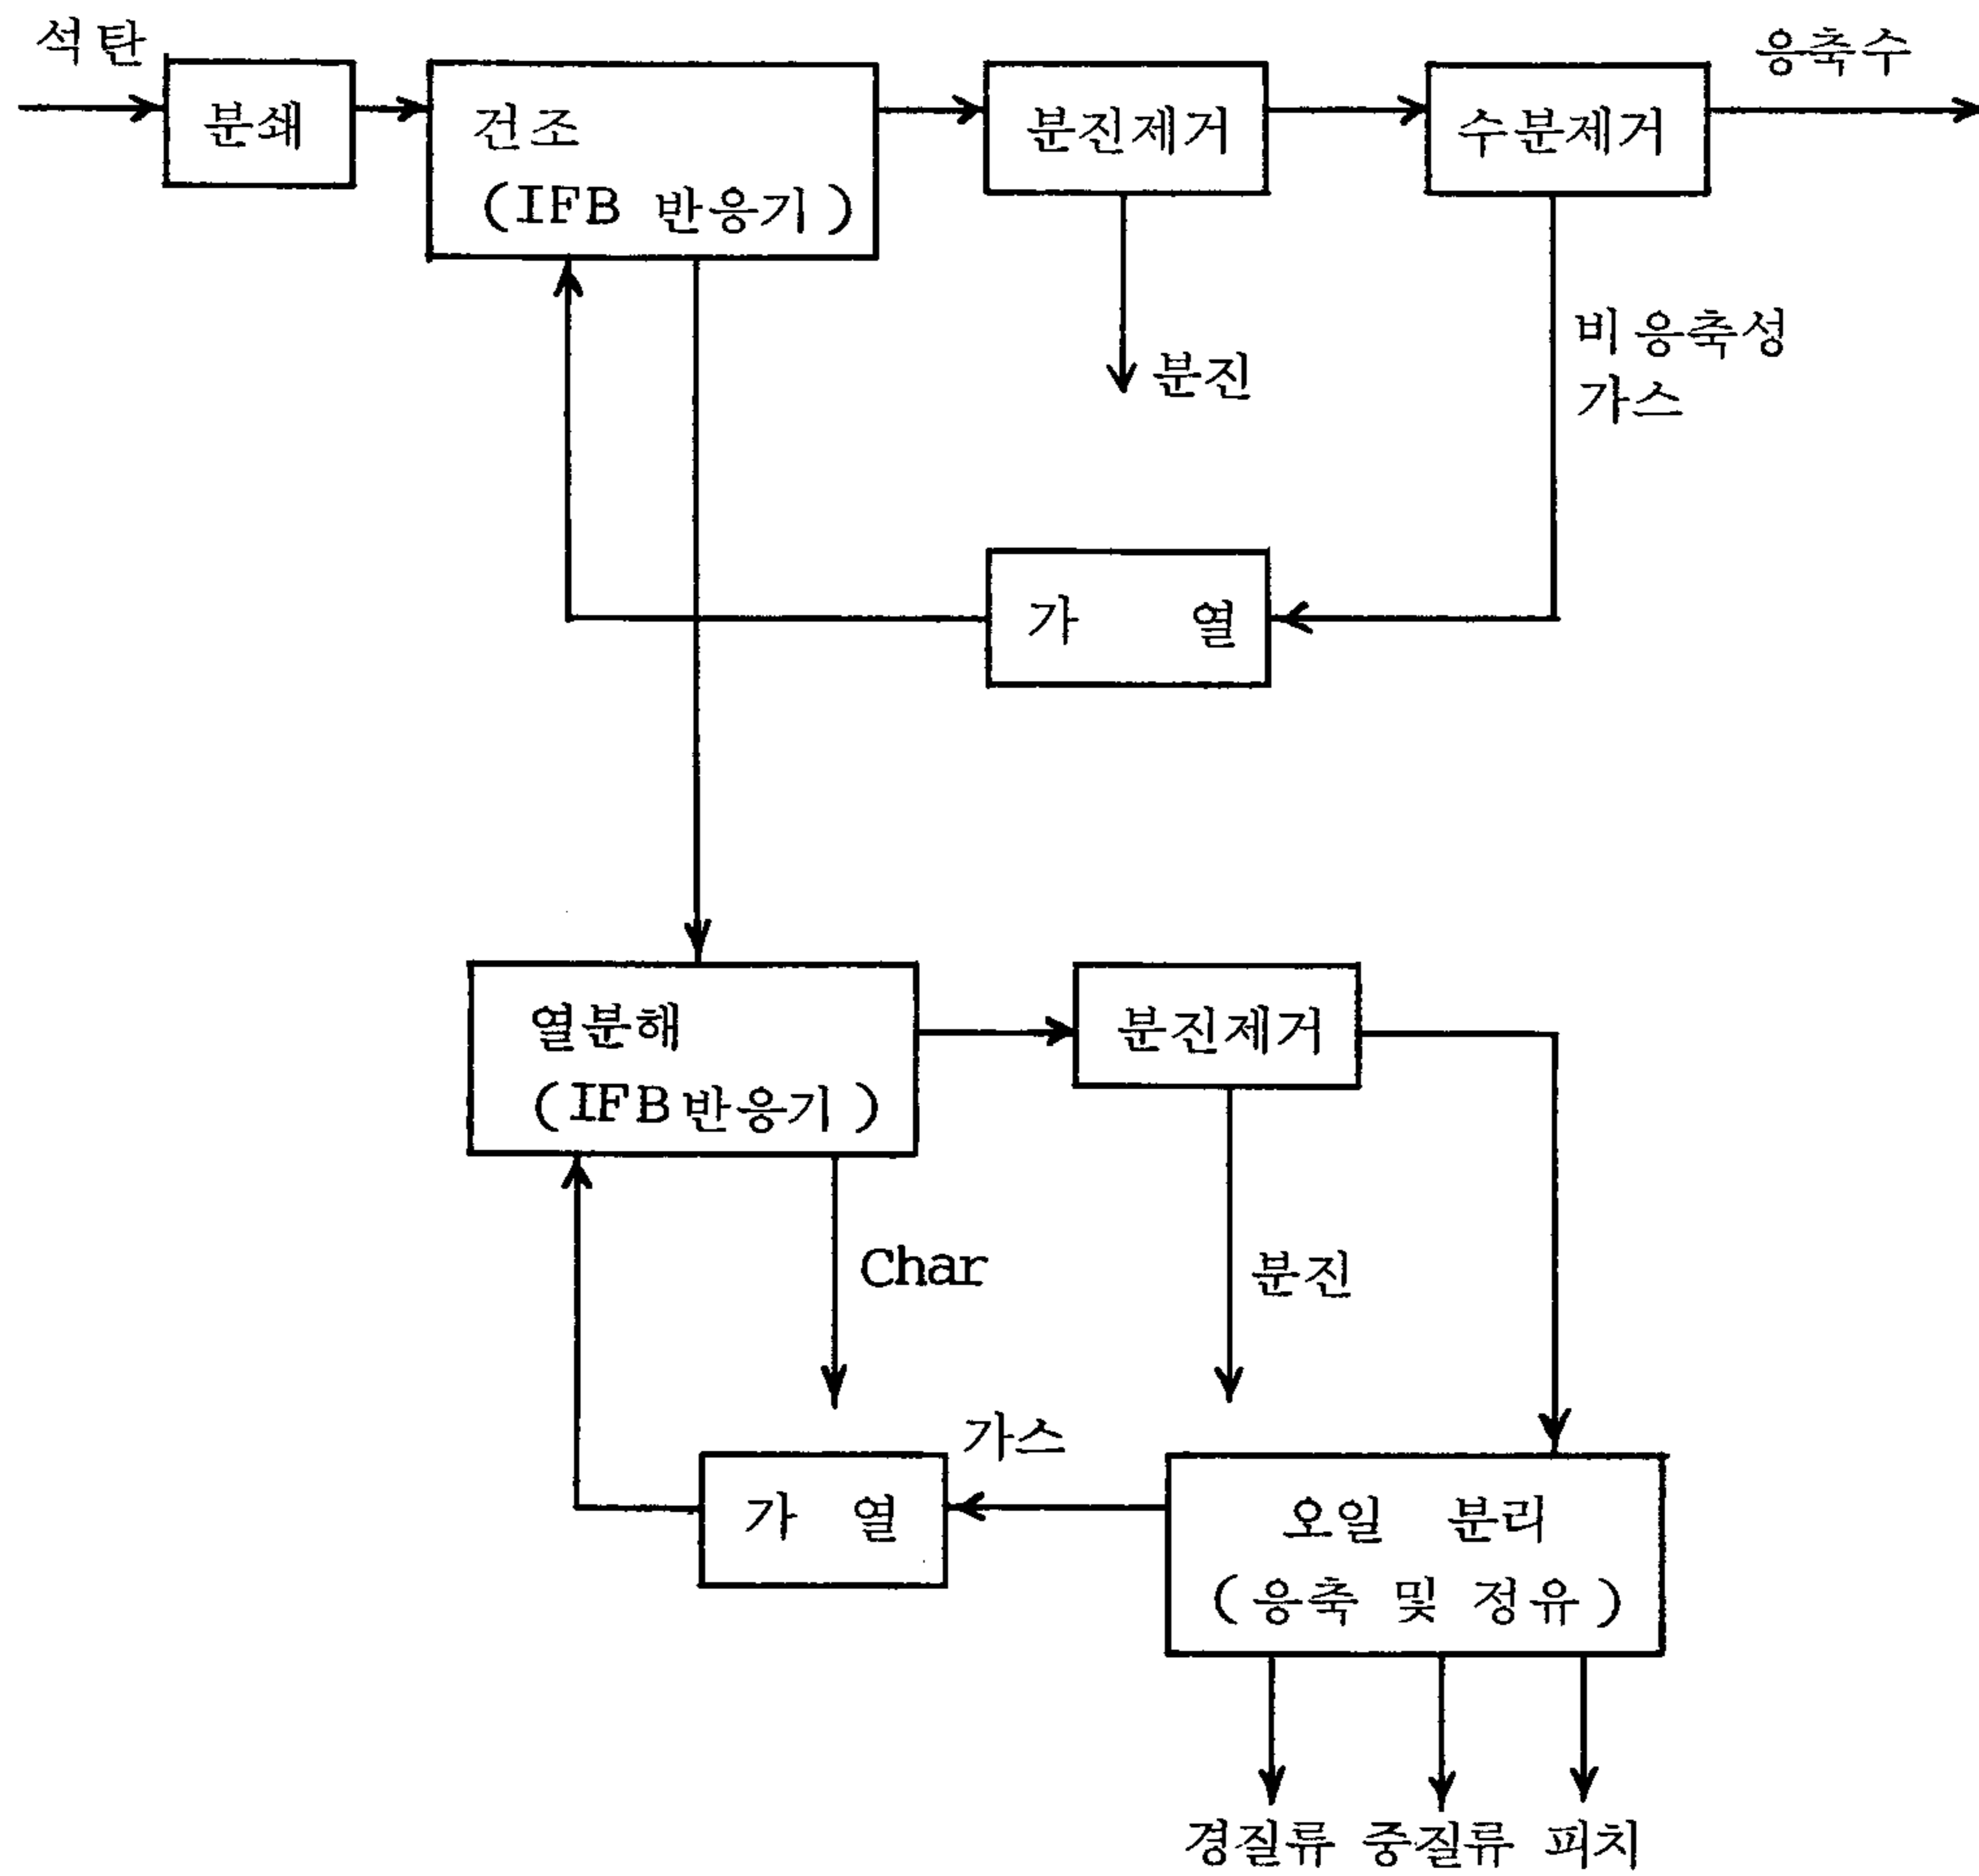 석탄
분쇄
건조
(IFB 반응기)
분진제거
수분제거
응축수
분진
비응축성
가스
가 열
열분해
(IFB반응기)
분진제거
Char
분진
가스
가 열
오일 분리
(응축 및 정유)
경질류 중질류 피치